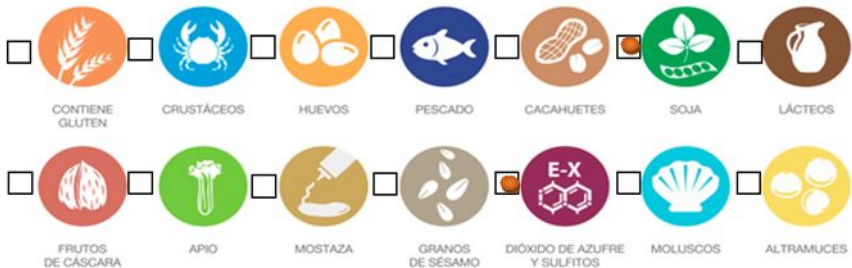 CONTIENE
GLUTEN
CRUSTÁCEOS
HUEVOS
PESCADO
CACAHUETES
SOJA
LÁCTEOS
E-X
FRUTOS
DE CÁSCARA
APIO
MOSTAZA
GRANOS
DE SÉSAMO
DIÓXIDO DE AZUFRE
Y SULFITOS
MOLUSCOS
ALTRAMUCES